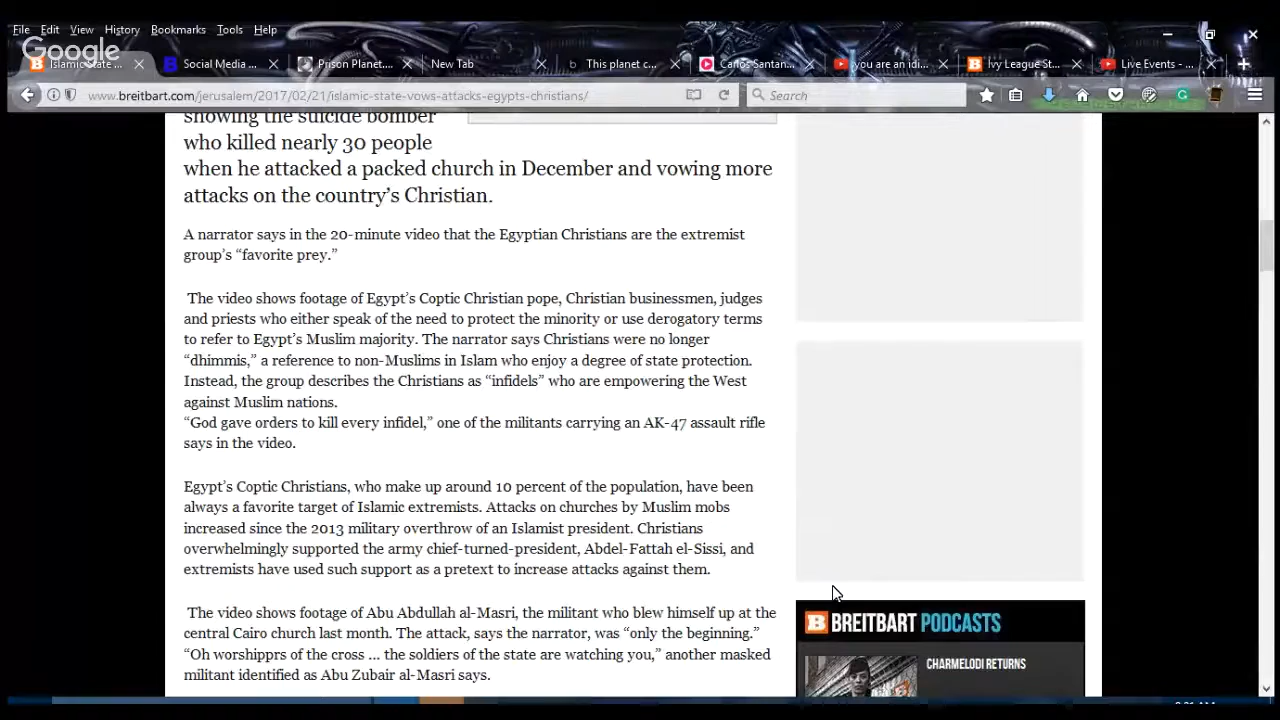 File Edit View History Bookmarks Tools Help
Google
Islamic State ... Social Media ... Prison Planet.... New Tab This planet c... Carlos Santan... you are an idi... Ivy League St... Live Events - ...
www.breitbart.com/jerusalem/2017/02/21/islamic-state-vows-attacks-egypts-christians/ Search
showing the suicide bomber
who killed nearly 30 people
when he attacked a packed church in December and vowing more
attacks on the country's Christian.
A narrator says in the 20-minute video that the Egyptian Christians are the extremist
group's “favorite prey.”
The video shows footage of Egypt's Coptic Christian pope, Christian businessmen, judges
and priests who either speak of the need to protect the minority or use derogatory terms
to refer to Egypt's Muslim majority. The narrator says Christians were no longer
“dhimmis,” a reference to non-Muslims in Islam who enjoy a degree of state protection.
Instead, the group describes the Christians as “infidels” who are empowering the West
against Muslim nations.
“God gave orders to kill every infidel,” one of the militants carrying an AK-47 assault rifle
says in the video.
Egypt's Coptic Christians, who make up around 10 percent of the population, have been
always a favorite target of Islamic extremists. Attacks on churches by Muslim mobs
increased since the 2013 military overthrow of an Islamist president. Christians
overwhelmingly supported the army chief-turned-president, Abdel-Fattah el-Sissi, and
extremists have used such support as a pretext to increase attacks against them.
The video shows footage of Abu Abdullah al-Masri, the militant who blew himself up at the
central Cairo church last month. The attack, says the narrator, was “only the beginning.”
“Oh worshipprs of the cross ... the soldiers of the state are watching you,” another masked
militant identified as Abu Zubair al-Masri says.
BREITBART PODCASTS
CHARMELODI RETURNS